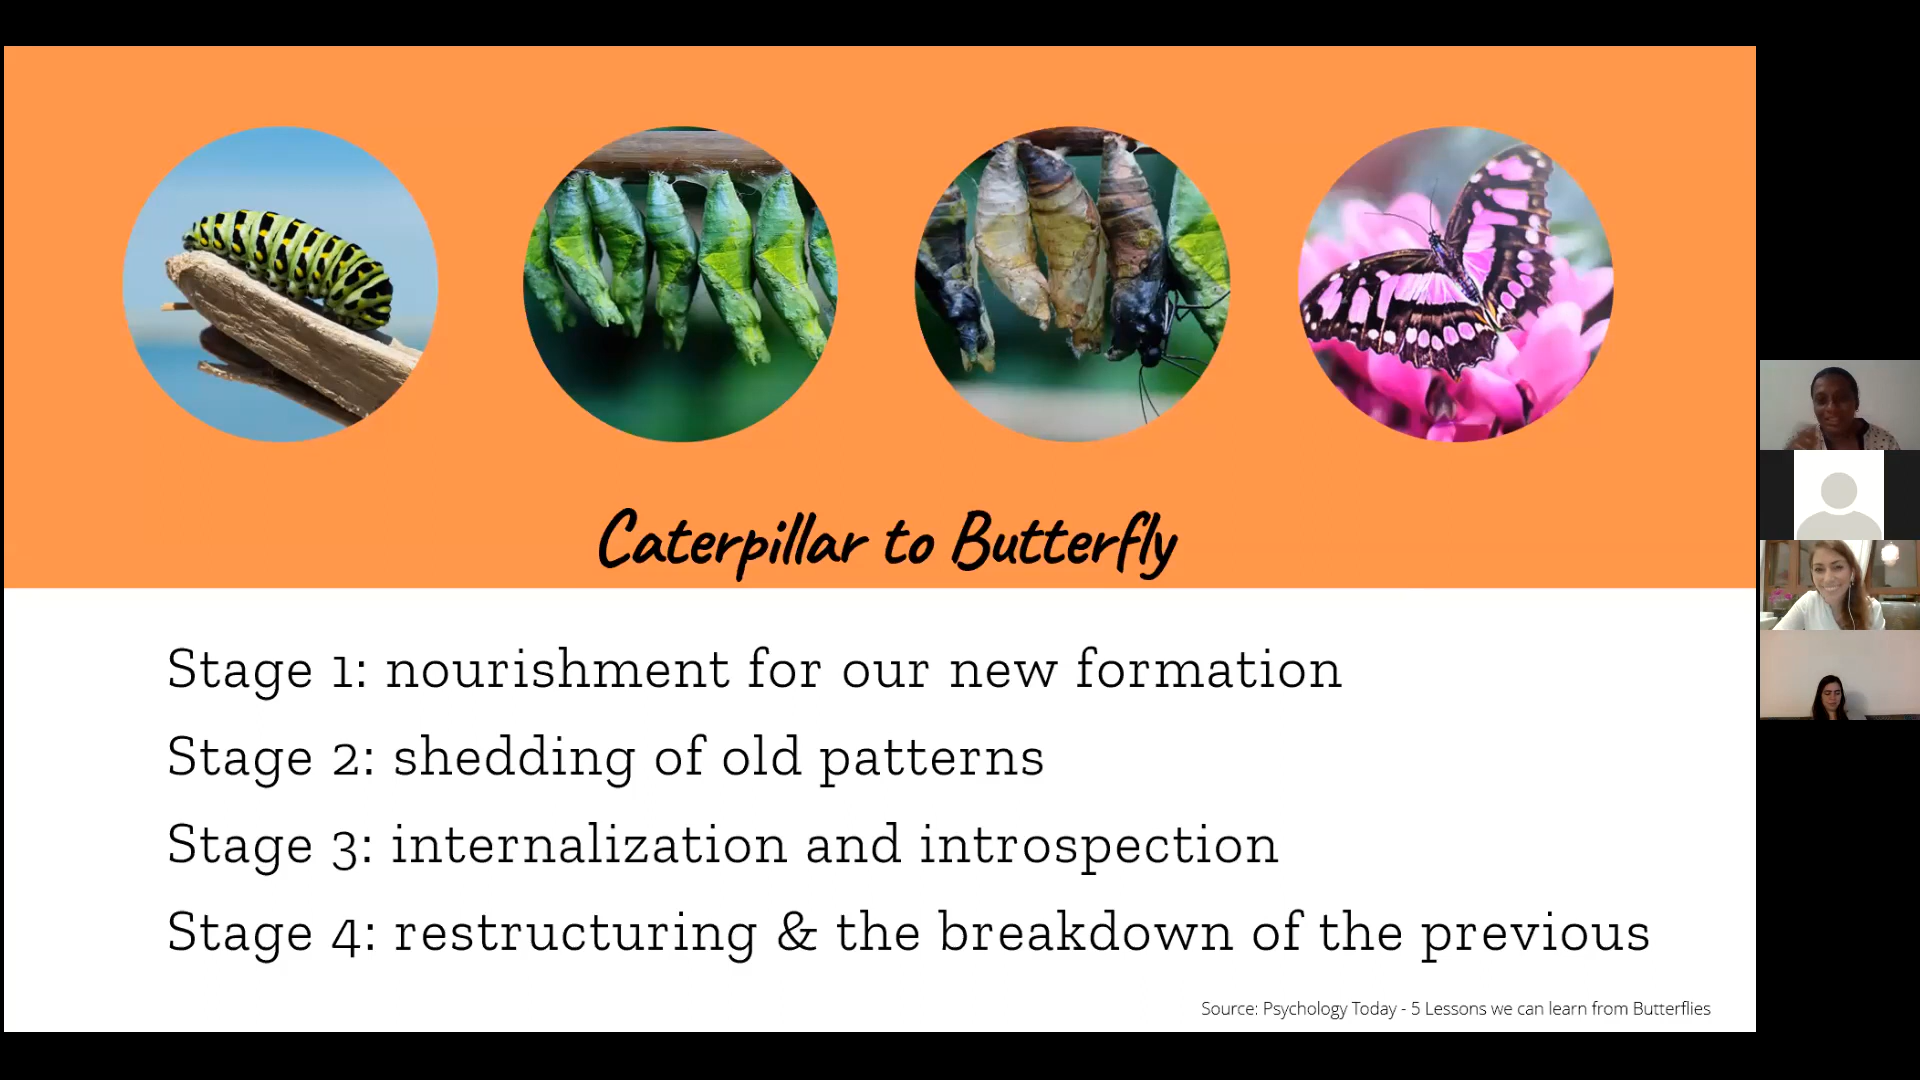 Caterpillar to Butterfly
Stage 1: nourishment for our new formation
Stage 2: shedding of old patterns
Stage 3: internalization and introspection
Stage 4: restructuring & the breakdown of the previous
Source: Psychology Today - 5 Lessons we can learn from Butterflies